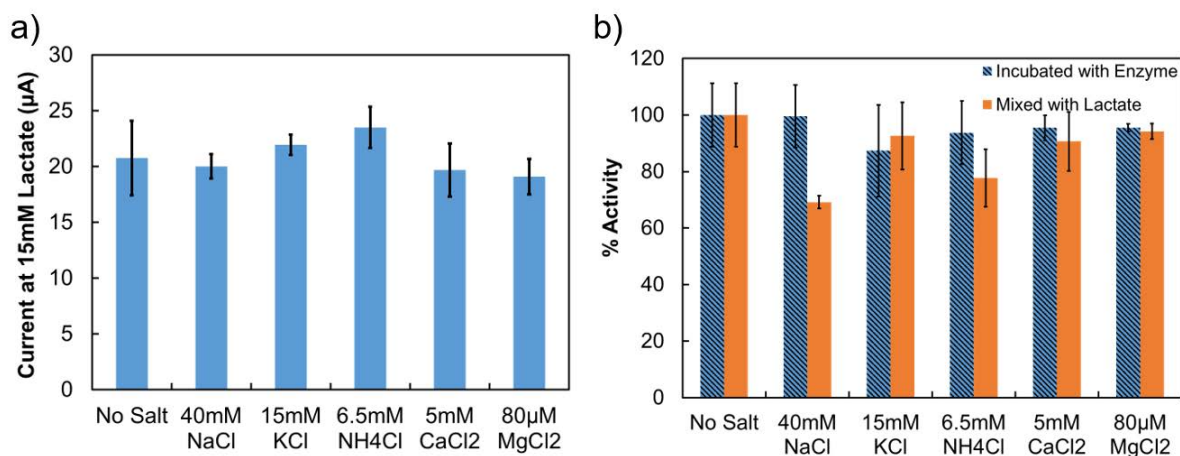 a)
Current at 15mM Lactate (µA)
30
25
20
15
10
5
0
No Salt 40mM 15mM 6.5mM 5mM 80µM
NaCl KCl NH4Cl CaCl2 MgCl2
b)
% Activity
120
100
80
60
40
20
0
Incubated with Enzyme
Mixed with Lactate
No Salt 40mM 15mM 6.5mM 5mM 80µM
NaCl KCl NH4Cl CaCl2 MgCl2